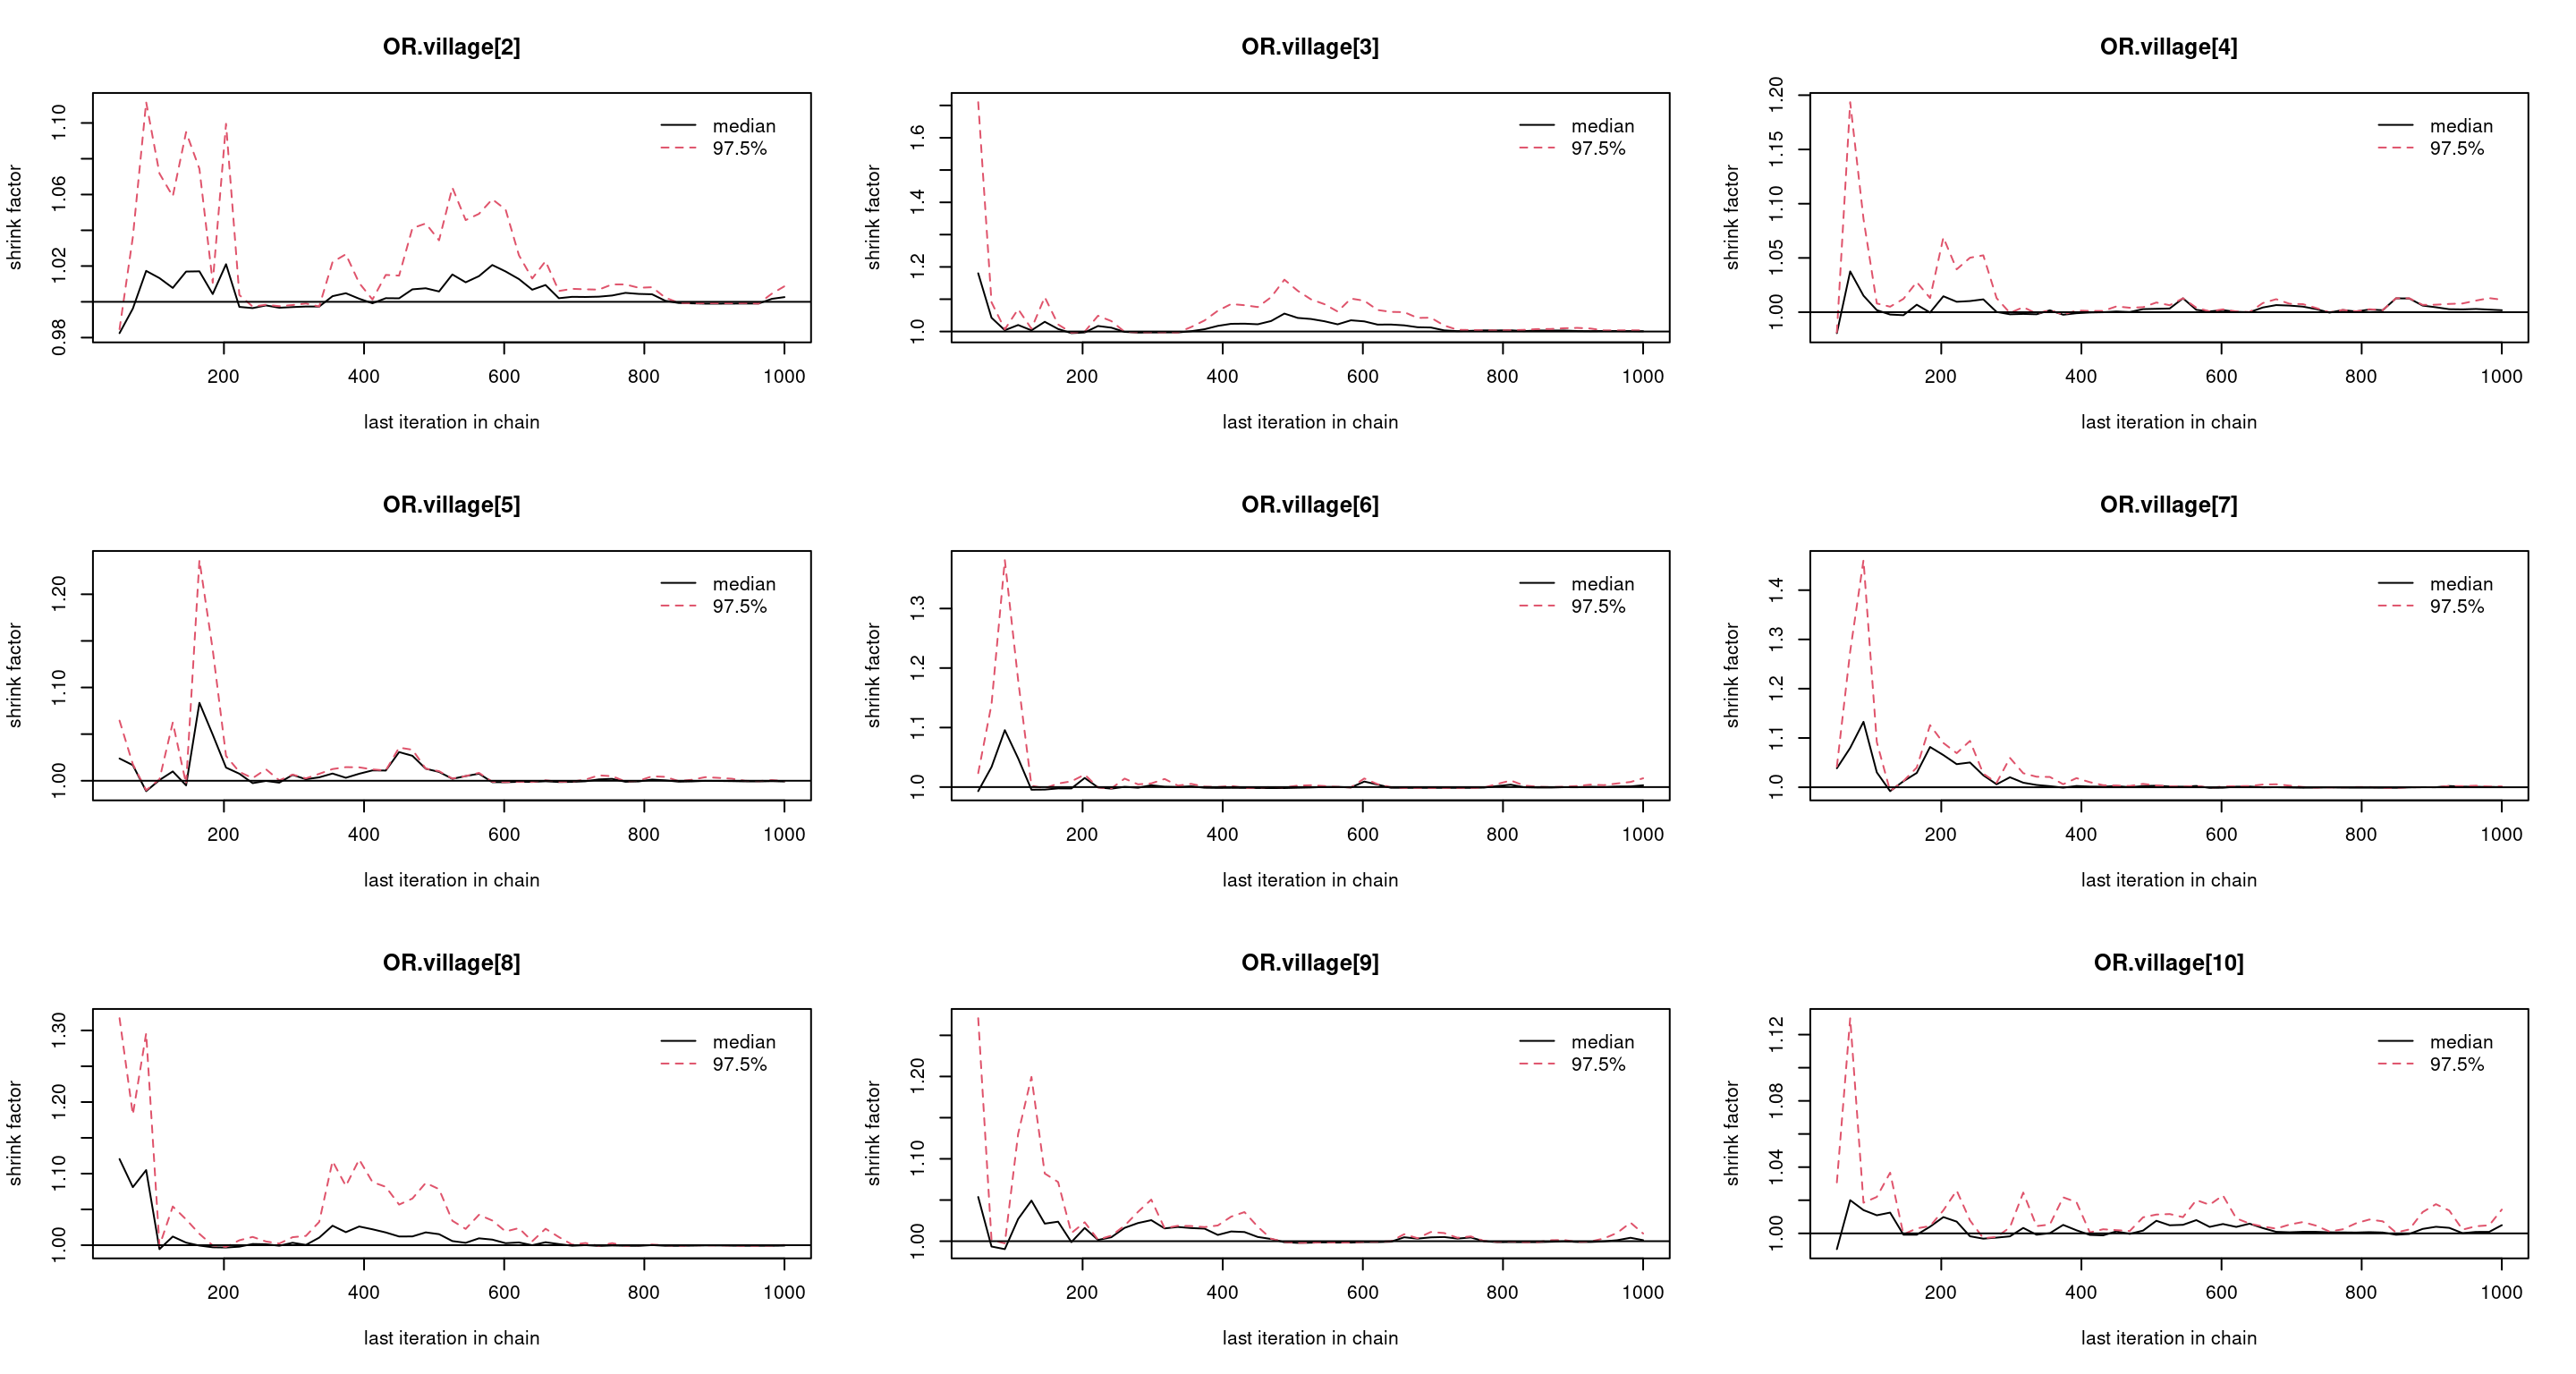 OR.village[2]
shrink factor
0.98 1.02 1.06 1.10
median
97.5%
200 400 600 800 1000
last iteration in chain
OR.village[3]
shrink factor
1.0 1.2 1.4 1.6
median
97.5%
200 400 600 800 1000
last iteration in chain
OR.village[4]
shrink factor
1.00 1.05 1.10 1.15 1.20
median
97.5%
200 400 600 800 1000
last iteration in chain
OR.village[5]
shrink factor
1.00 1.10 1.20
median
97.5%
200 400 600 800 1000
last iteration in chain
OR.village[6]
shrink factor
1.0 1.1 1.2 1.3
median
97.5%
200 400 600 800 1000
last iteration in chain
OR.village[7]
shrink factor
1.0 1.1 1.2 1.3 1.4
median
97.5%
200 400 600 800 1000
last iteration in chain
OR.village[8]
shrink factor
1.00 1.10 1.20 1.30
median
97.5%
200 400 600 800 1000
last iteration in chain
OR.village[9]
shrink factor
1.00 1.10 1.20
median
97.5%
200 400 600 800 1000
last iteration in chain
OR.village[10]
shrink factor
1.00 1.04 1.08 1.12
median
97.5%
200 400 600 800 1000
last iteration in chain